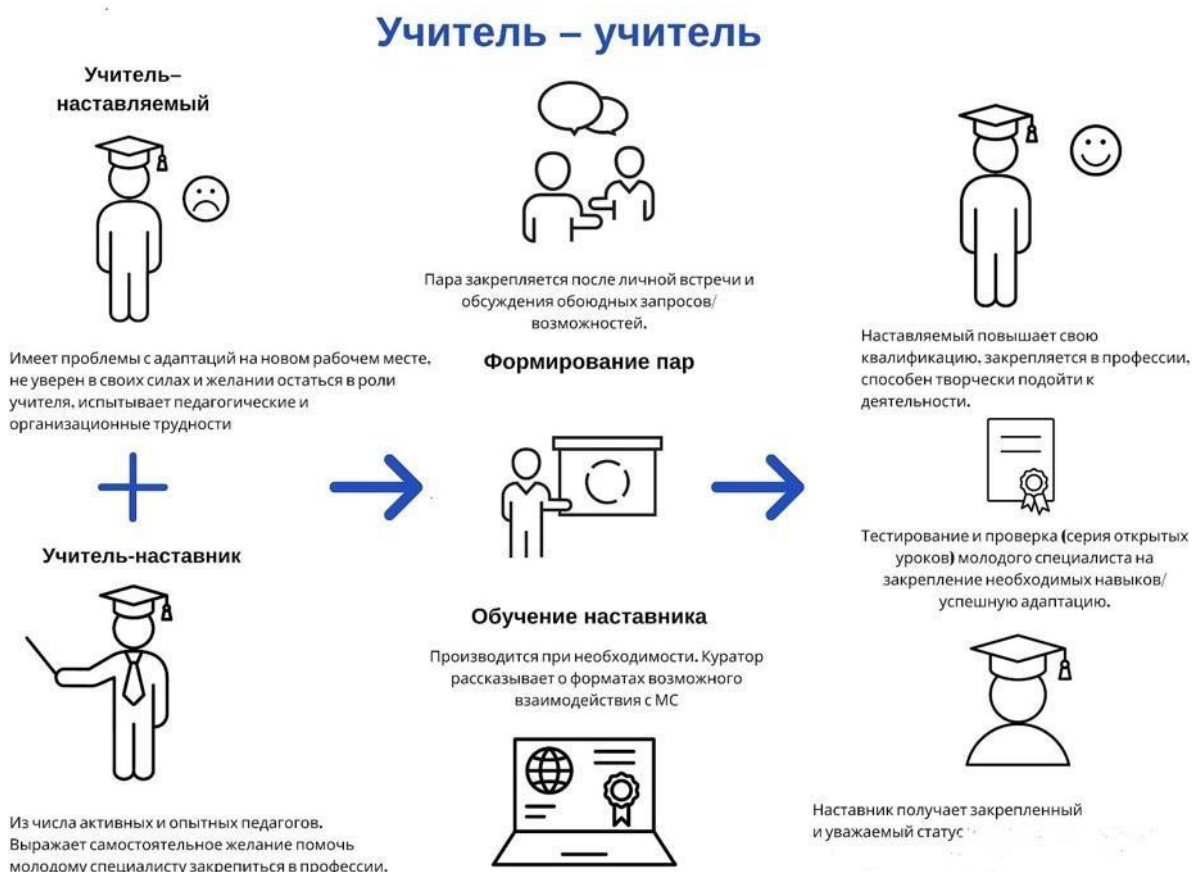 Учитель – учитель
Учитель–
наставляемый
Имеет проблемы с адаптаций на новом рабочем месте,
не уверен в своих силах и желании остаться в роли
учителя, испытывает педагогические и
организационные трудности
Учитель-наставник
Из числа активных и опытных педагогов.
Выражает самостоятельное желание помочь
молодому специалисту закрепиться в профессии.
Пара закрепляется после личной встречи и
обсуждения обоюдных запросов/
возможностей.
Формирование пар
Обучение наставника
Производится при необходимости. Куратор
рассказывает о форматах возможного
взаимодействия с МС
Наставляемый повышает свою
квалификацию, закрепляется в профессии,
способен творчески подойти к
деятельности.
Тестирование и проверка (серия открытых
уроков) молодого специалиста на
закрепление необходимых навыков/
успешную адаптацию.
Наставник получает закрепленный
и уважаемый статус